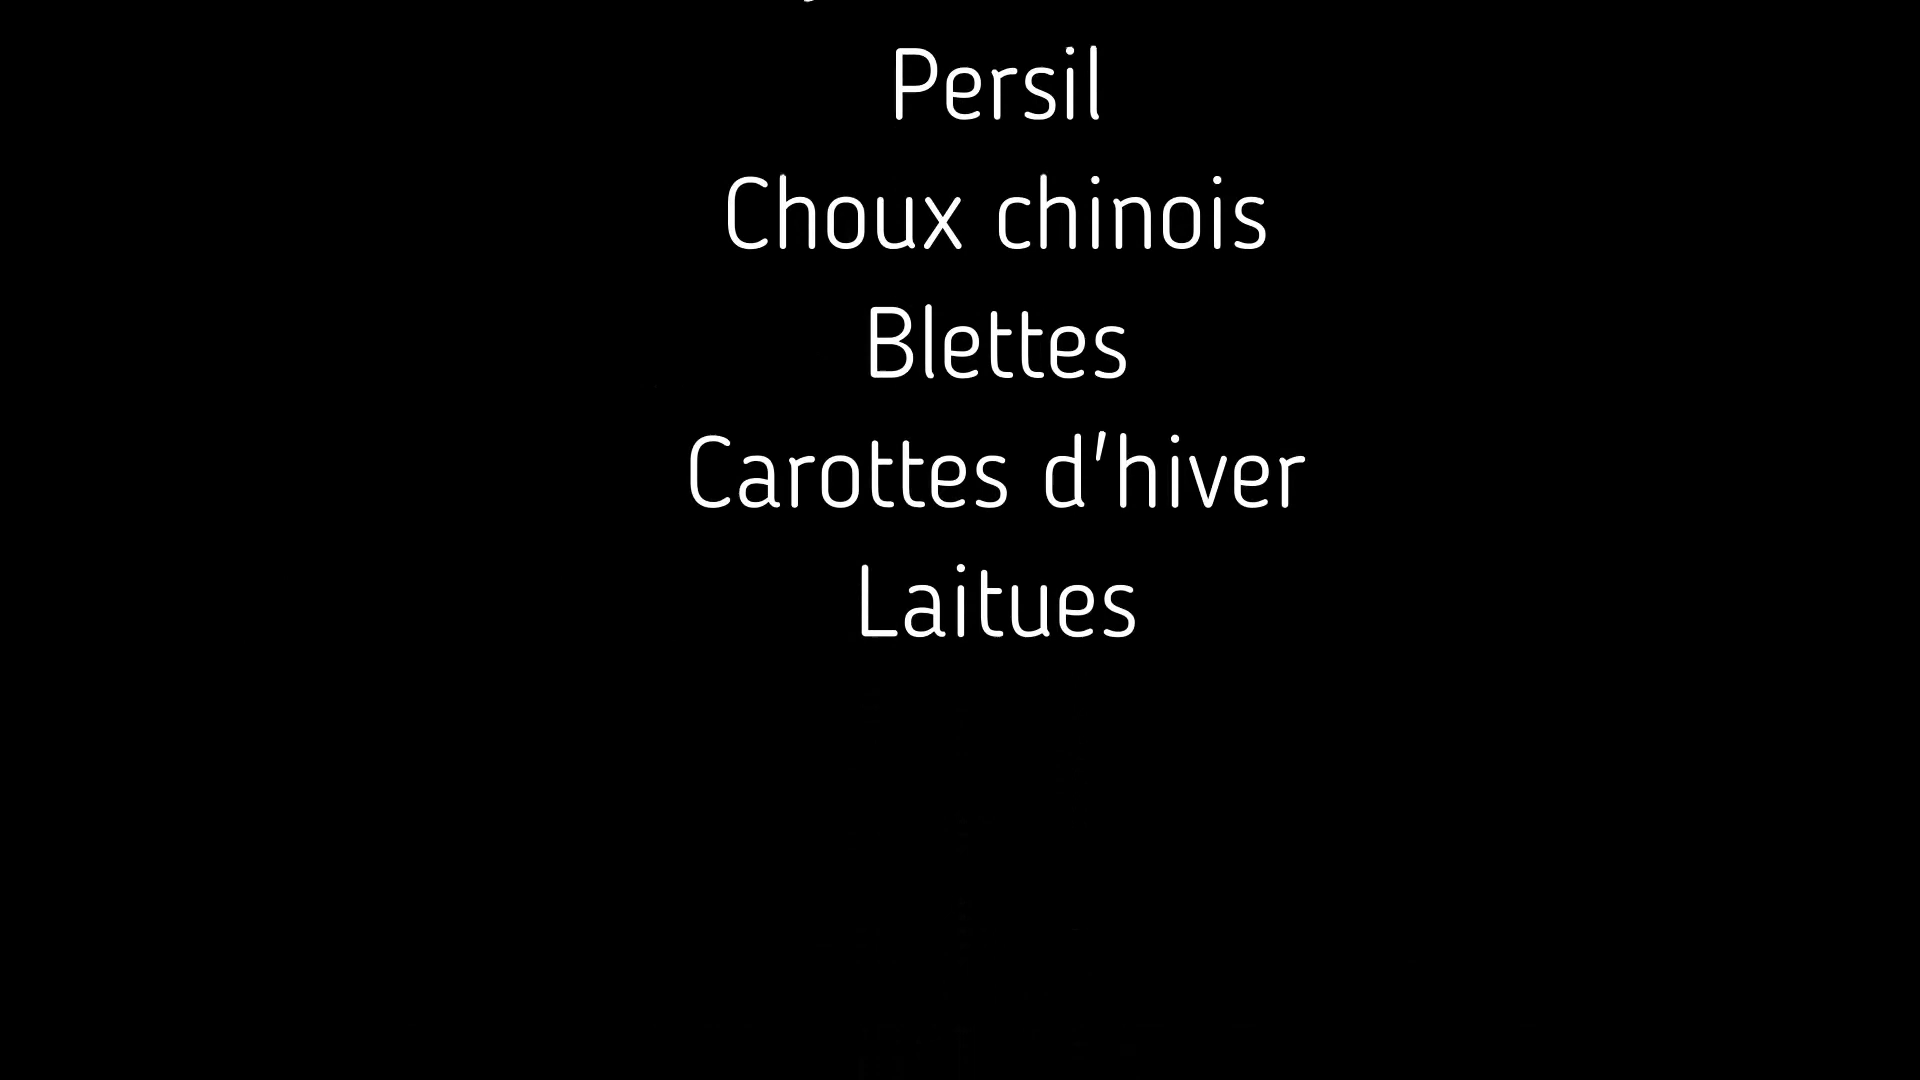 Persil
Choux chinois
Blettes
Carottes d'hiver
Laitues